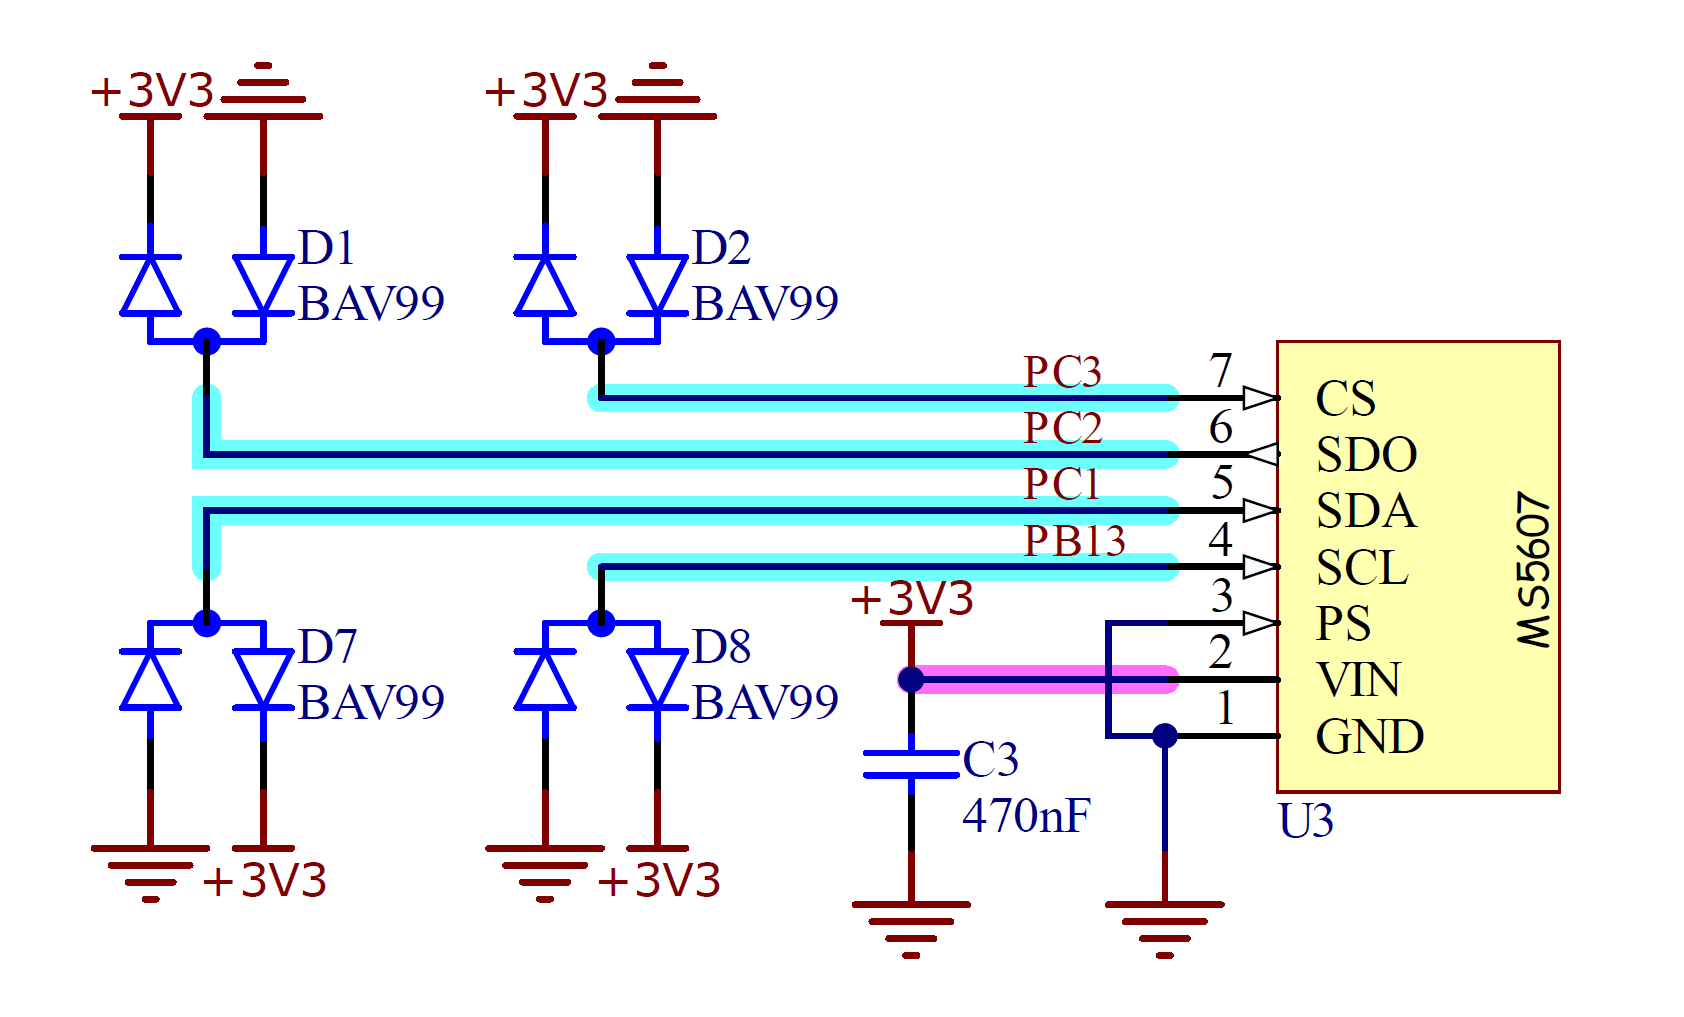 +3V3
+3V3
D1
BAV99
D2
BAV99
PC3
7
CS
PC2
6
SDO
PC1
5
SDA
PB13
4
SCL
+3V3
3
PS
2
VIN
1
GND
MS5607
U3
D7
BAV99
D8
BAV99
C3
470nF
+3V3
+3V3